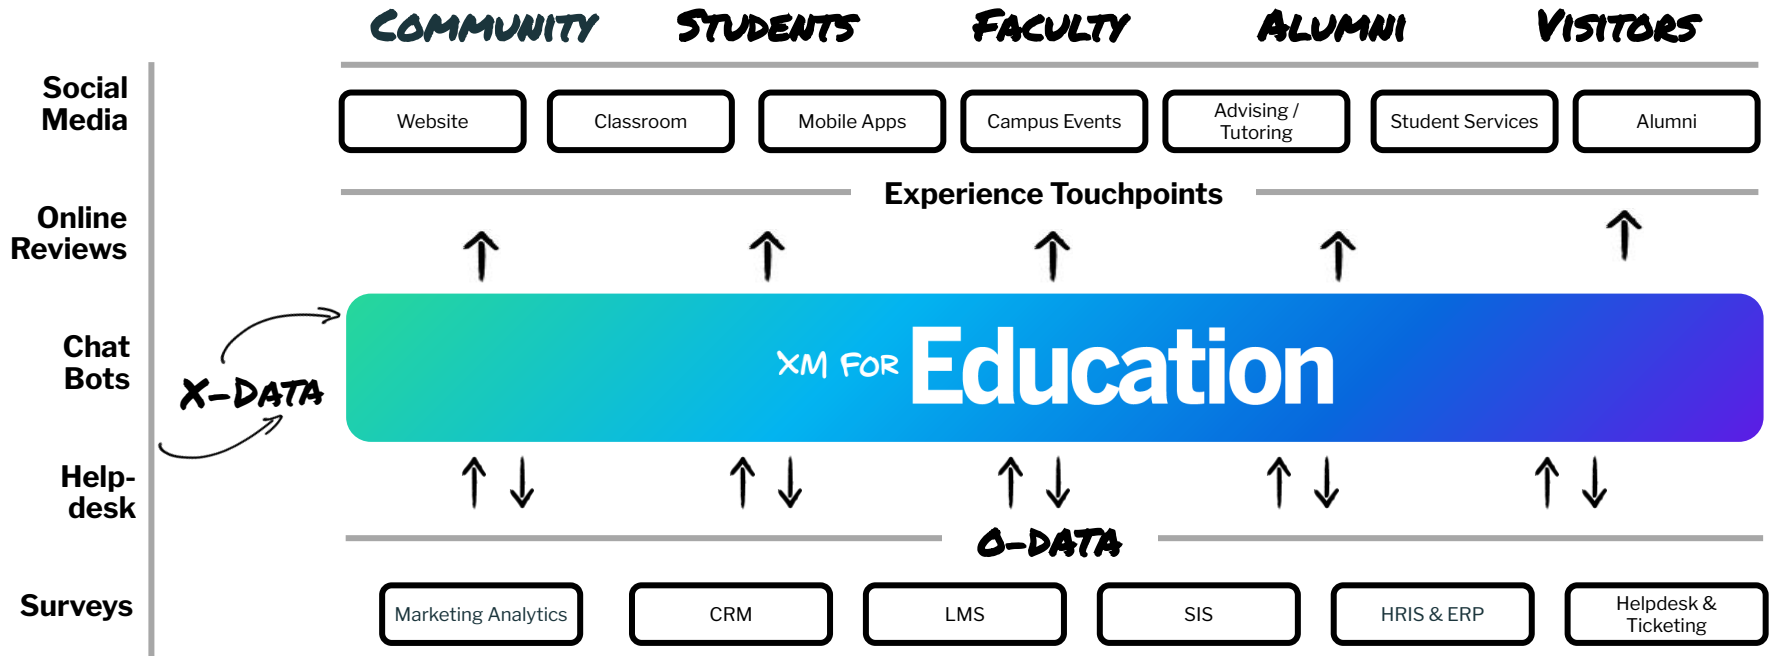 COMMUNITY
STUDENTS
FACULTY
ALUMNI
VISITORS
Social
Media
Website
Classroom
Mobile Apps
Campus Events
Advising /
Tutoring
Student Services
Alumni
Experience Touchpoints
Online
Reviews
Chat
Bots
X-DATA
XM FOR Education
Help-
desk
O-DATA
Surveys
Marketing Analytics
CRM
LMS
SIS
HRIS & ERP
Helpdesk &
Ticketing